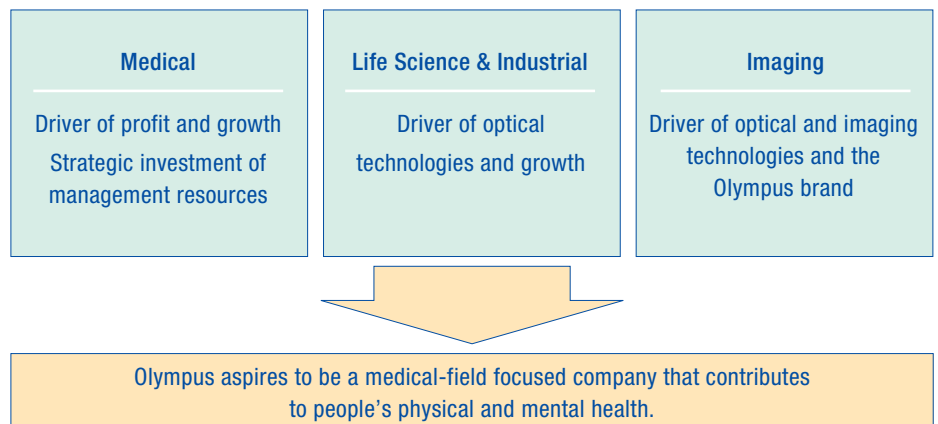 Medical
Driver of profit and growth
Strategic investment of
management resources
Life Science & Industrial
Driver of optical
technologies and growth
Imaging
Driver of optical and imaging
technologies and the
Olympus brand
Olympus aspires to be a medical-field focused company that contributes
to people’s physical and mental health.